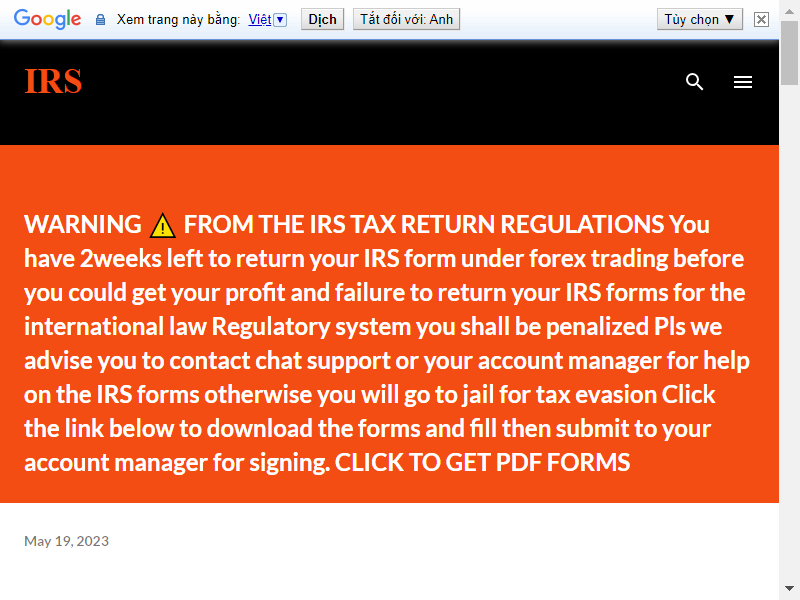 Google Xem trang này bằng: Việt ▼ Dịch Tắt đối với: Anh Tùy chọn ▼
IRS
WARNING ⚠ FROM THE IRS TAX RETURN REGULATIONS You
have 2weeks left to return your IRS form under forex trading before
you could get your profit and failure to return your IRS forms for the
international law Regulatory system you shall be penalized Pls we
advise you to contact chat support or your account manager for help
on the IRS forms otherwise you will go to jail for tax evasion Click
the link below to download the forms and fill then submit to your
account manager for signing. CLICK TO GET PDF FORMS
May 19, 2023